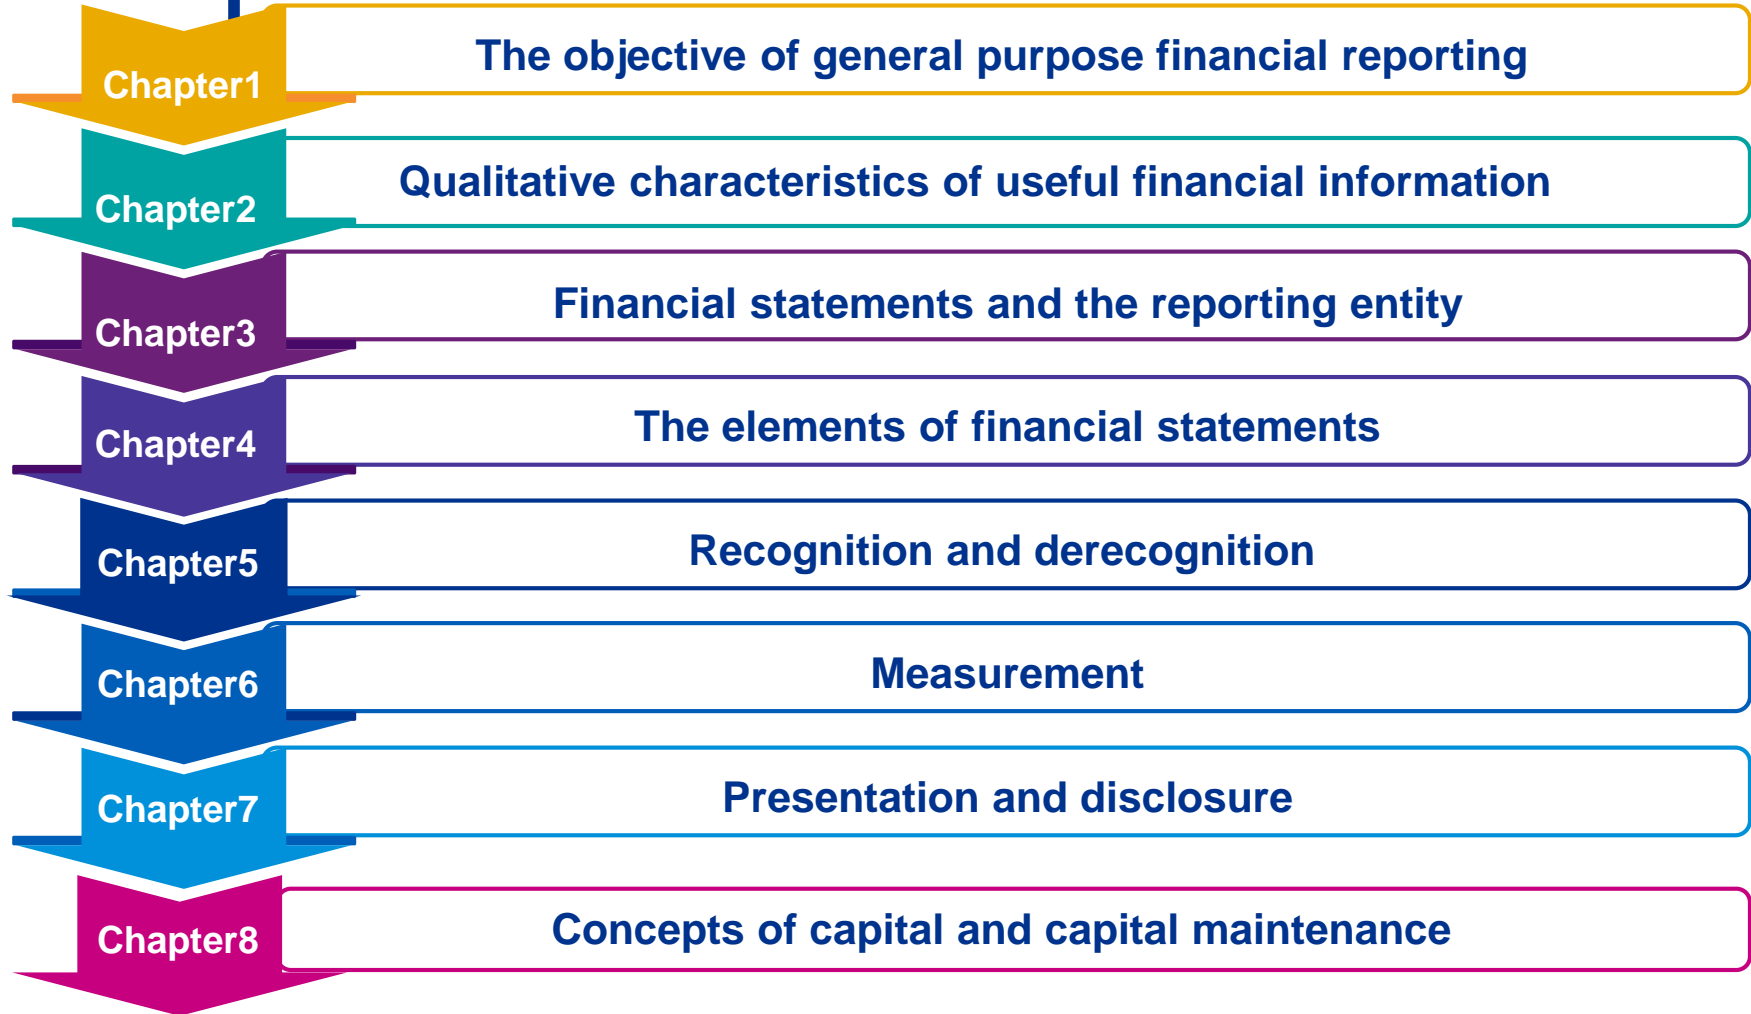 Chapter1
The objective of general purpose financial reporting
Chapter2
Qualitative characteristics of useful financial information
Chapter3
Financial statements and the reporting entity
Chapter4
The elements of financial statements
Chapter5
Recognition and derecognition
Chapter6
Measurement
Chapter7
Presentation and disclosure
Chapter8
Concepts of capital and capital maintenance